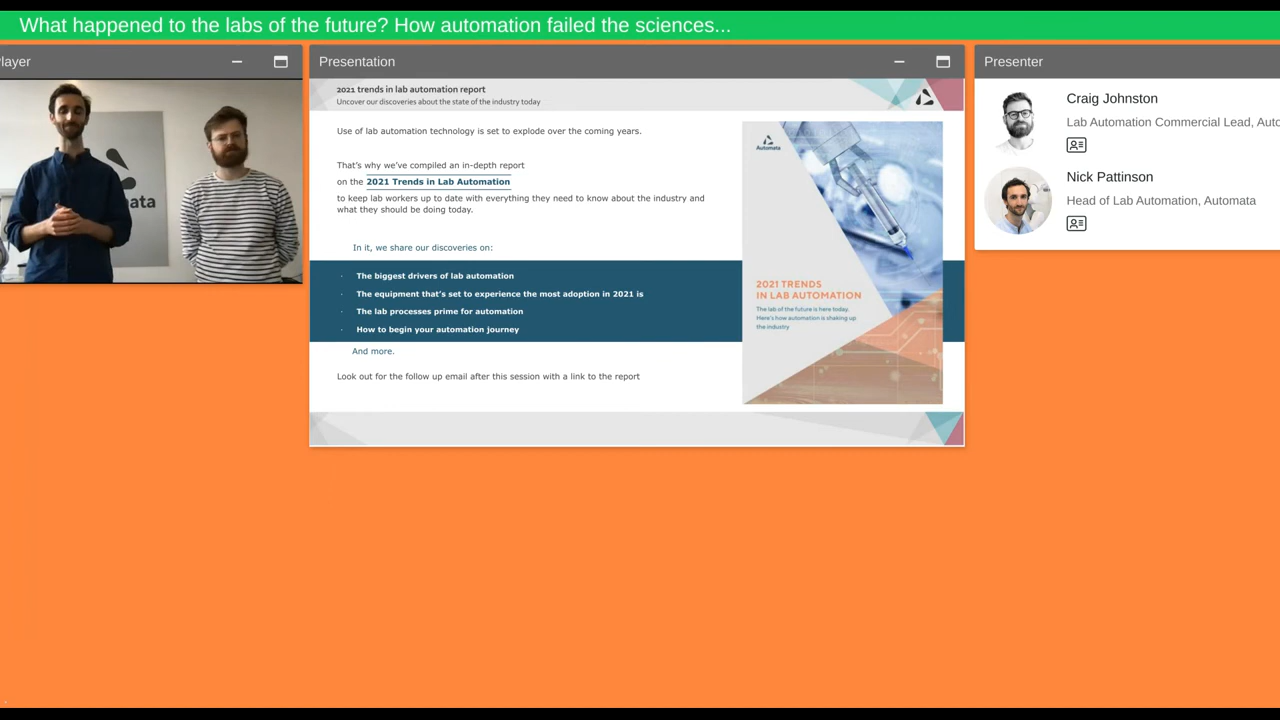 What happened to the labs of the future? How automation failed the sciences...
Player
Presentation
Presenter
2021 trends in lab automation report
Uncover our discoveries about the state of the industry today
Use of lab automation technology is set to explode over the coming years.
That's why we've compiled an in-depth report
on the 2021 Trends in Lab Automation
to keep lab workers up to date with everything they need to know about the industry and
what they should be doing today.
In it, we share our discoveries on:
· The biggest drivers of lab automation
· The equipment that's set to experience the most adoption in 2021 is
· The lab processes prime for automation
· How to begin your automation journey
And more.
Look out for the follow up email after this session with a link to the report
Automata
2021 TRENDS
IN LAB AUTOMATION
The lab of the future is here today.
Here's how automation is shaking up
the industry
Craig Johnston
Lab Automation Commercial Lead, Auto
Nick Pattinson
Head of Lab Automation, Automata
mata